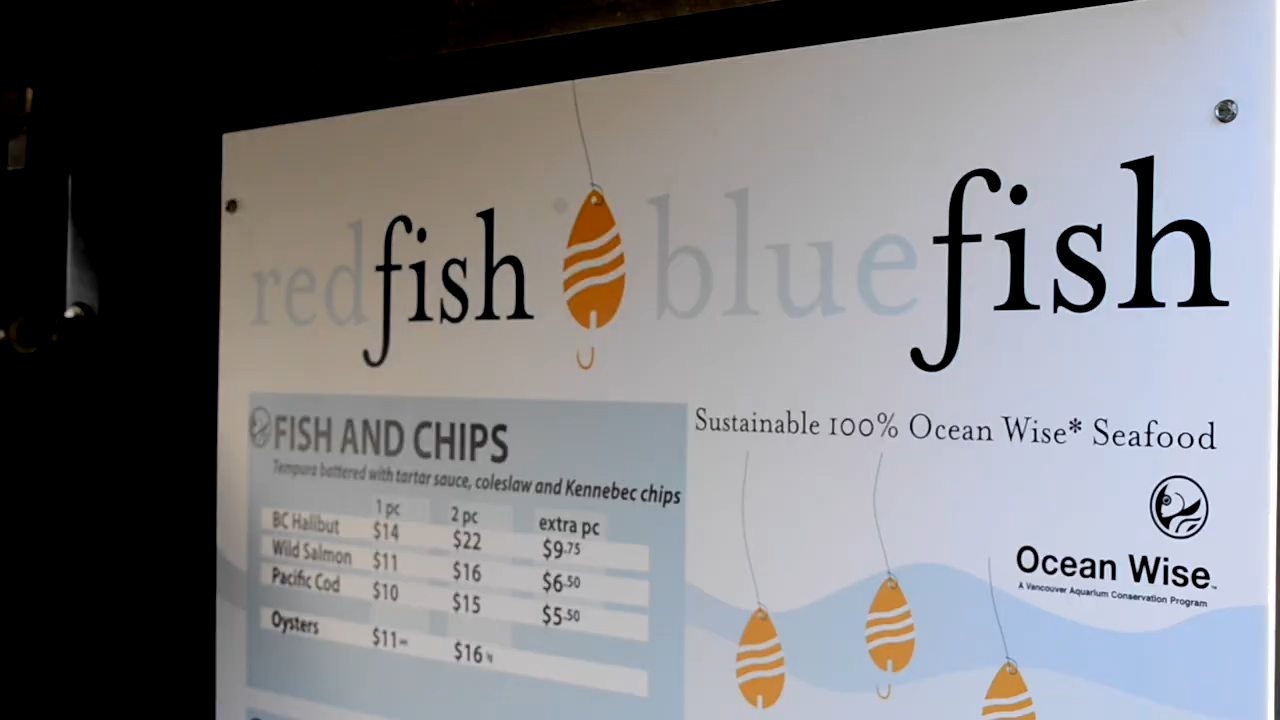 redfish bluefish
FISH AND CHIPS
Tempura battered with tartar sauce, coleslaw and Kennebec chips
1 pc 2 pc extra pc
BC Halibut $14 $22 $9.75
Wild Salmon $11 $16 $6.50
Pacific Cod $10 $15 $5.50
Oysters $11 $16
Sustainable 100% Ocean Wise* Seafood
Ocean Wise™
A Vancouver Aquarium Conservation Program